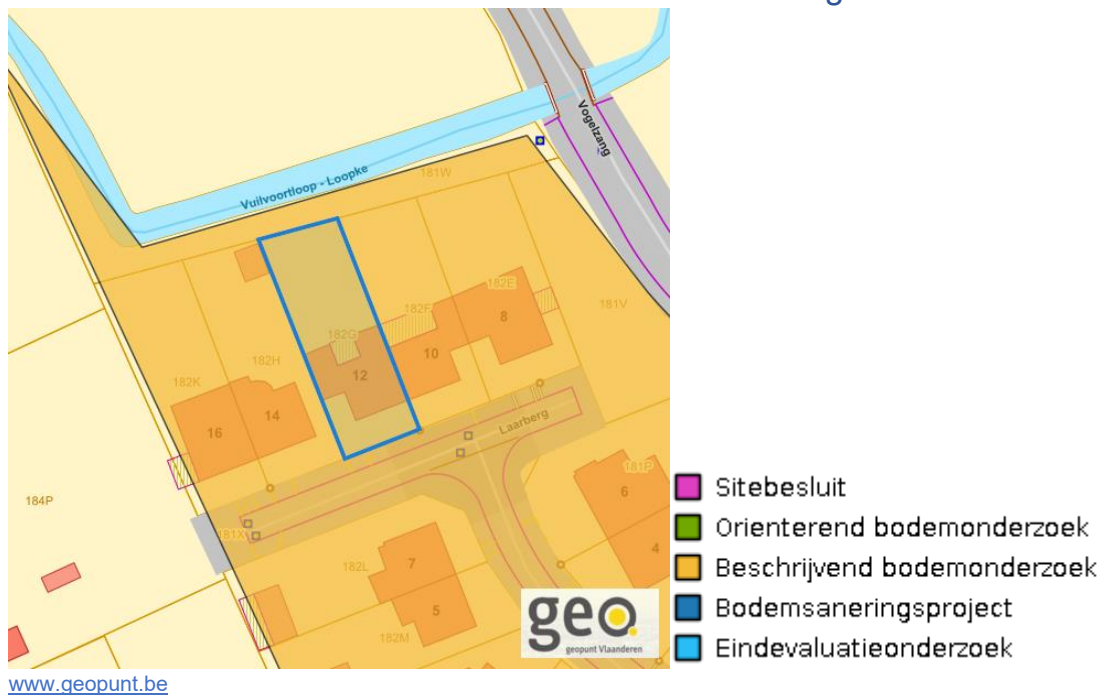 Vogelzang
Vuilvoortloop - Loopke
181W
182E
182F
181V
8
182G
10
182H
12
182K
14
16
Laarberg
181P
6
184P
4
181X
7
182L
5
182M
geo
geopunt Vlaanderen
Sitebesluit
Orienterend bodemonderzoek
Beschrijvend bodemonderzoek
Bodemsaneringsproject
Eindevaluatieonderzoek
www.geopunt.be